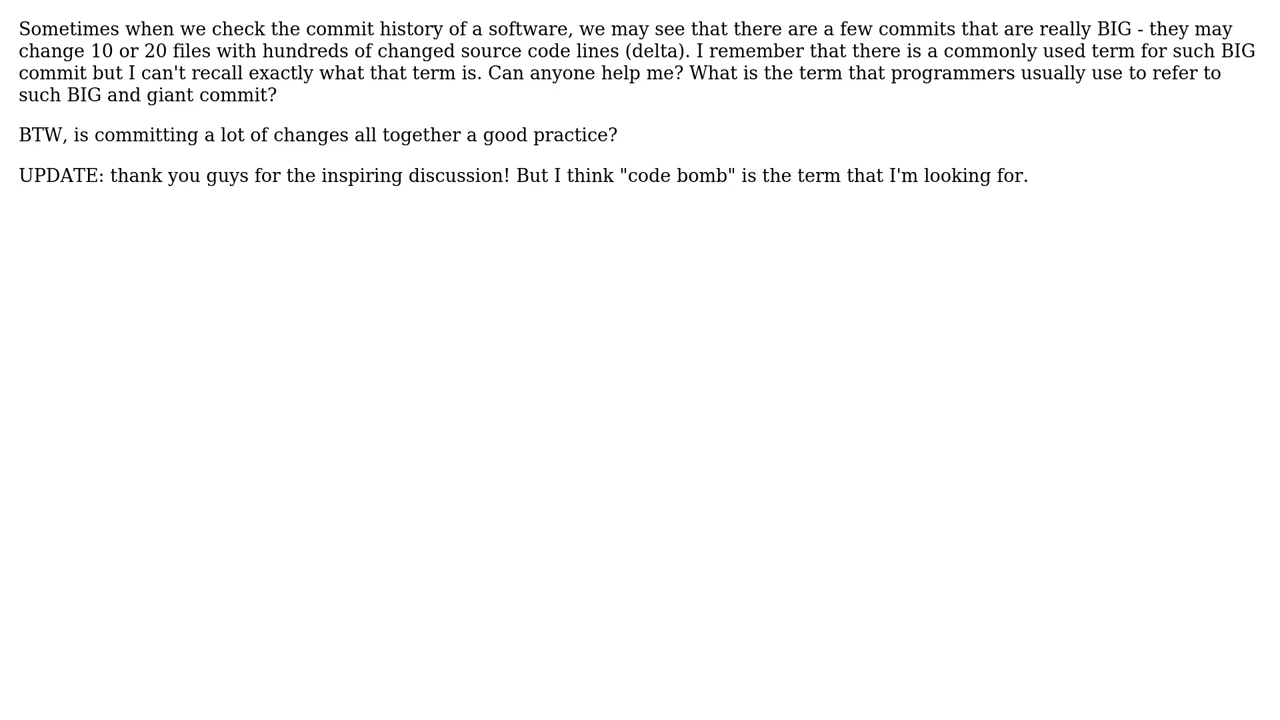 Sometimes when we check the commit history of a software, we may see that there are a few commits that are really BIG - they may
change 10 or 20 files with hundreds of changed source code lines (delta). I remember that there is a commonly used term for such BIG
commit but I can't recall exactly what that term is. Can anyone help me? What is the term that programmers usually use to refer to
such BIG and giant commit?
BTW, is committing a lot of changes all together a good practice?
UPDATE: thank you guys for the inspiring discussion! But I think "code bomb" is the term that I'm looking for.